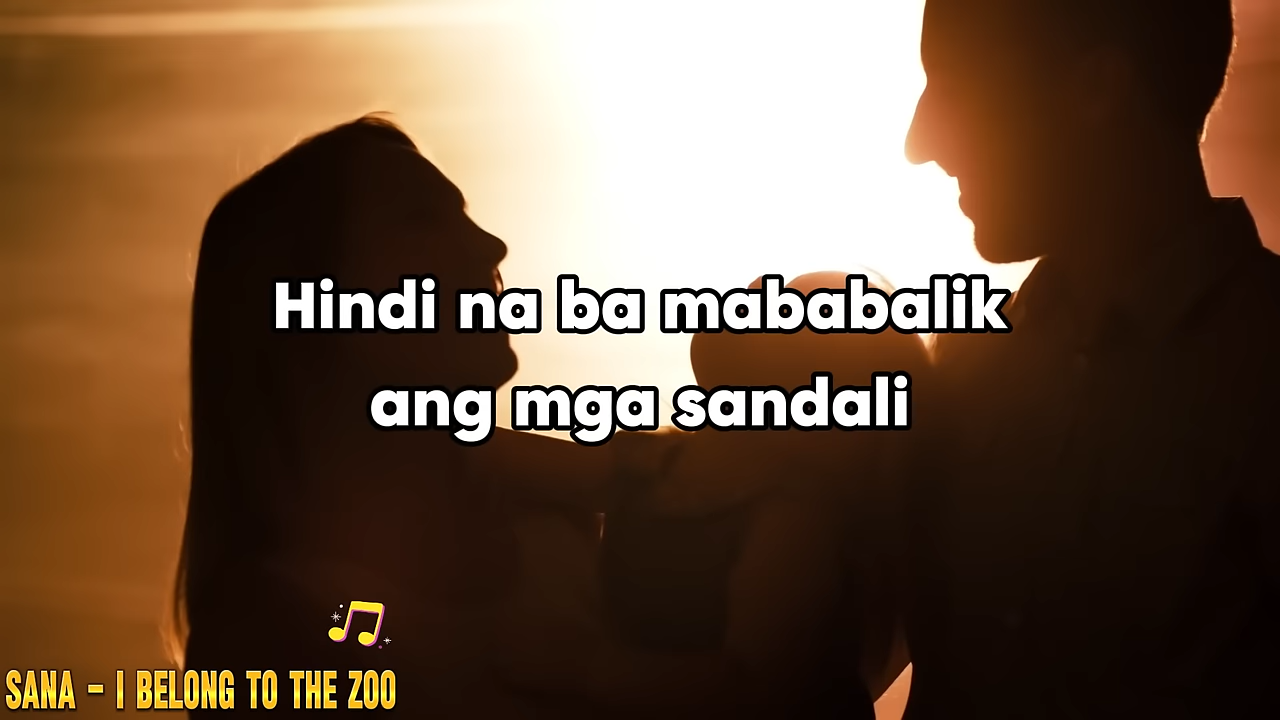 Hindi na ba mababalik
ang mga sandali
SANA - I BELONG TO THE ZOO